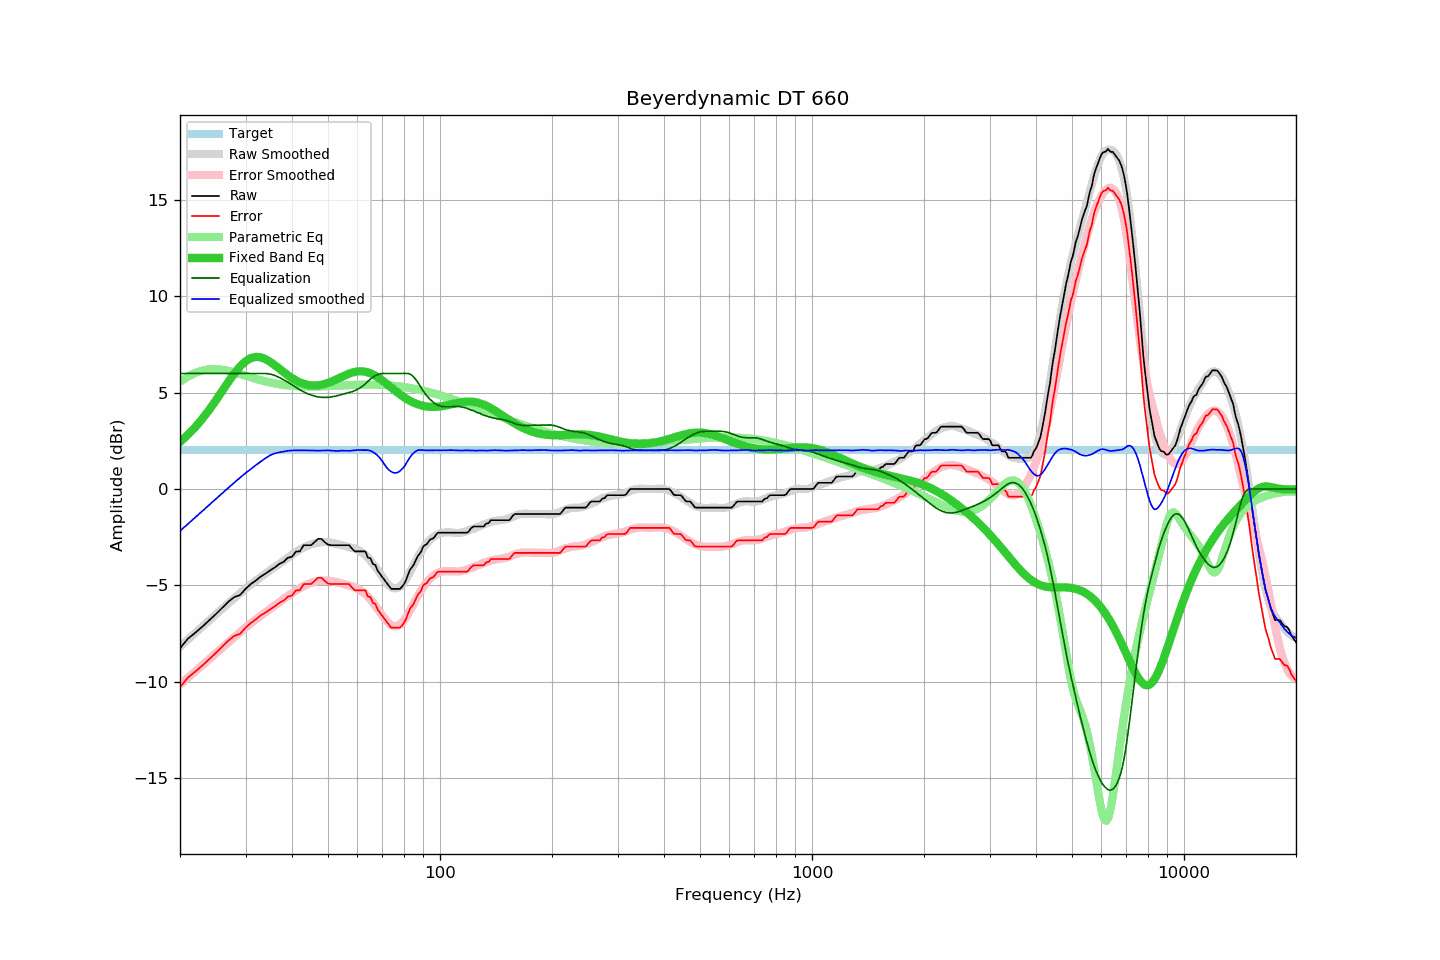 Beyerdynamic DT 660
Target
Raw Smoothed
Error Smoothed
Raw
Error
Parametric Eq
Fixed Band Eq
Equalization
Equalized smoothed
Amplitude (dBr)
15
10
5
0
−5
−10
−15
100
1000
10000
Frequency (Hz)